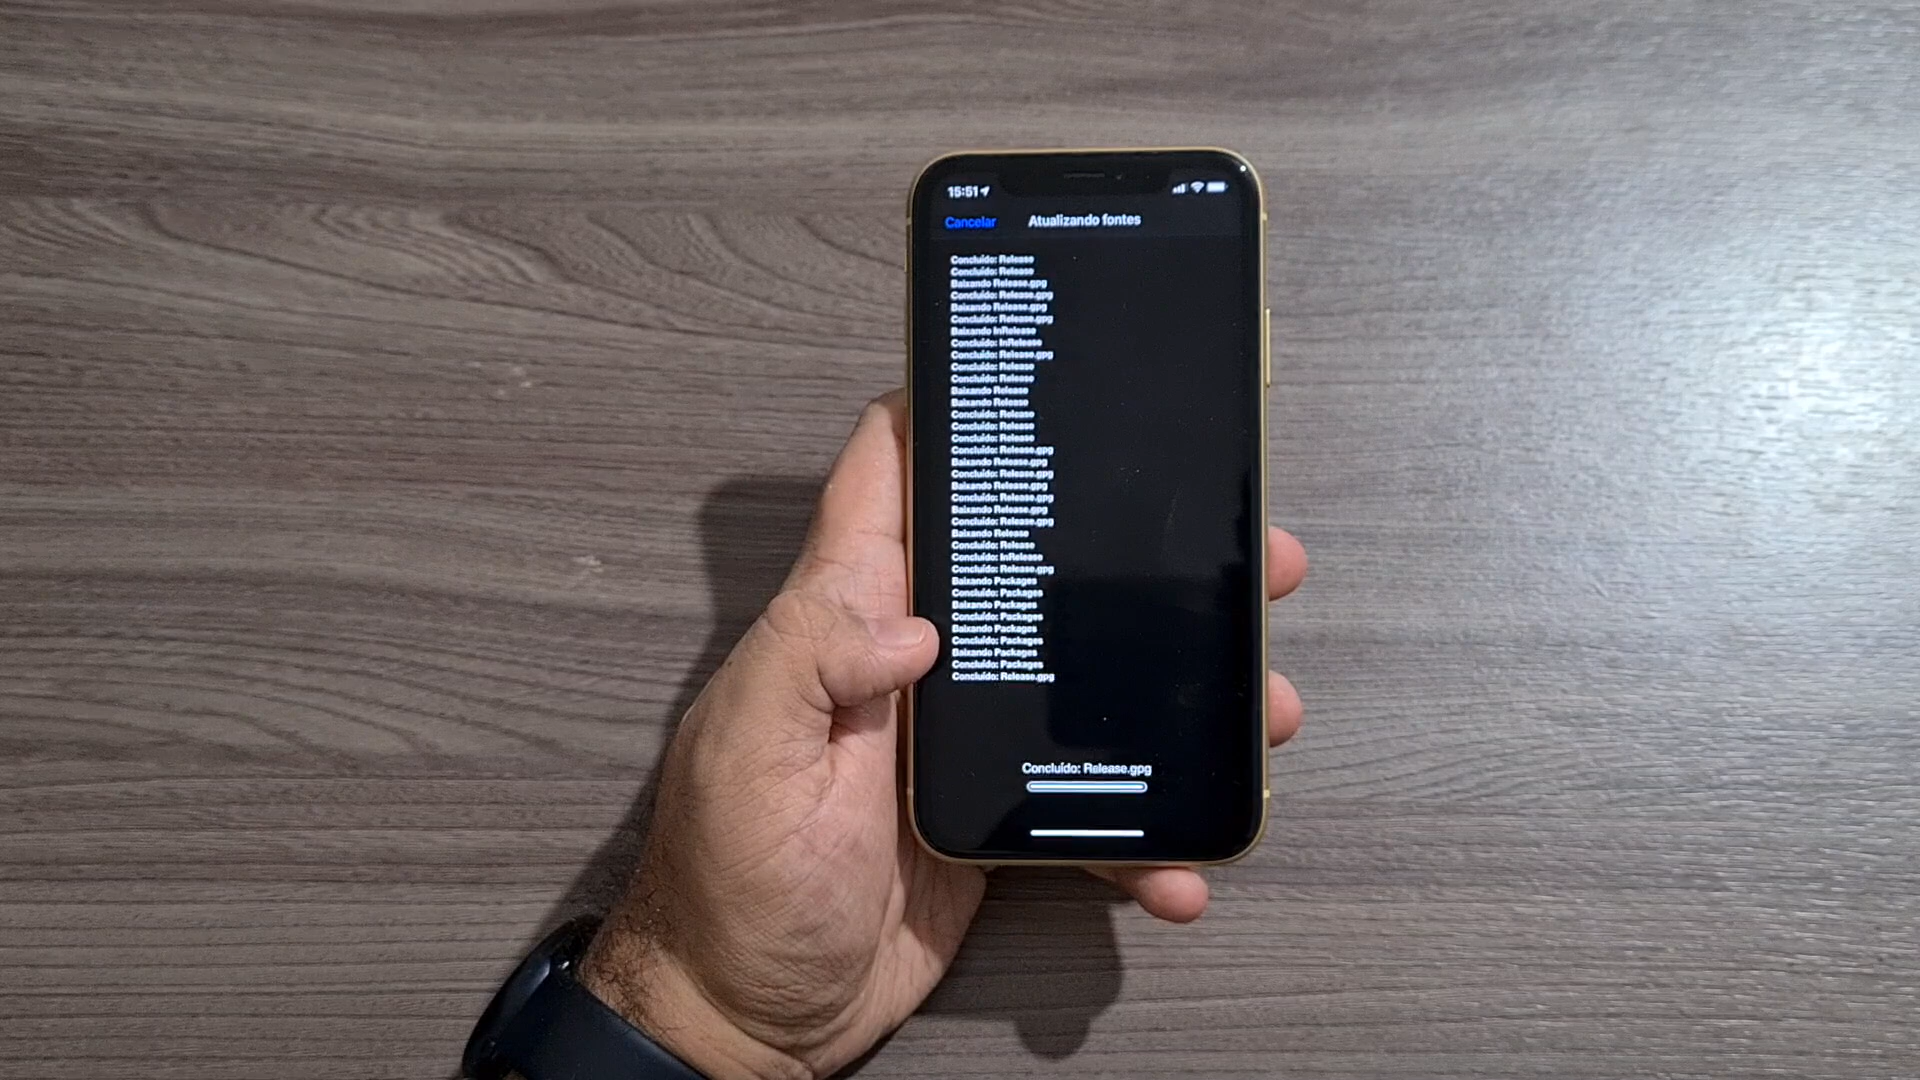 15:51
Cancelar
Atualizando fontes
Concluído: Release
Concluído: Release
Baixando Release.gpg
Concluído: Release.gpg
Baixando Release.gpg
Concluído: Release.gpg
Baixando InRelease
Concluído: InRelease
Concluído: Release.gpg
Concluído: Release
Concluído: Release
Baixando Release
Baixando Release
Concluído: Release
Concluído: Release
Concluído: Release
Concluído: Release.gpg
Baixando Release.gpg
Concluído: Release.gpg
Baixando Release.gpg
Concluído: Release.gpg
Baixando Release.gpg
Concluído: Release.gpg
Baixando Release
Concluído: Release
Concluído: InRelease
Concluído: Release.gpg
Baixando Packages
Concluído: Packages
Baixando Packages
Concluído: Packages
Baixando Packages
Concluído: Packages
Baixando Packages
Concluído: Packages
Concluído: Release.gpg
Concluído: Release.gpg